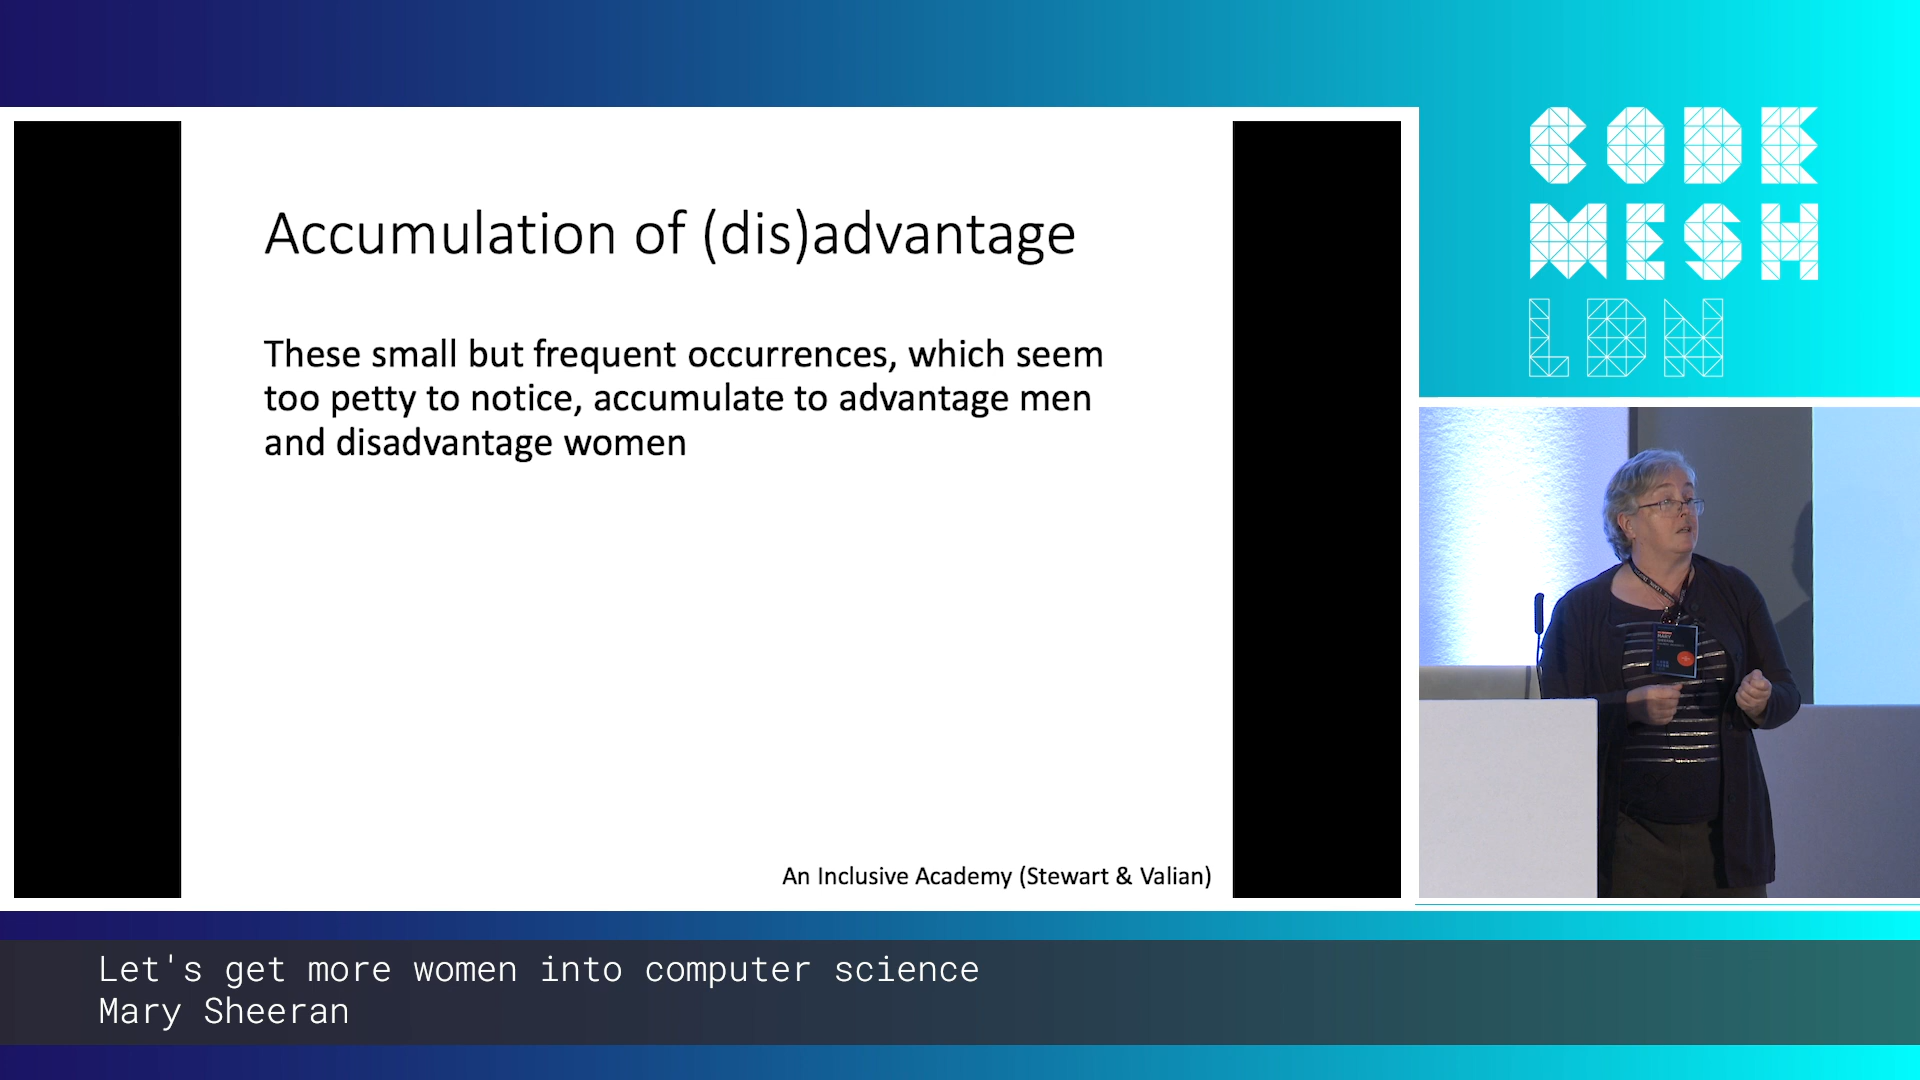 CODE
MESH
LDN
Accumulation of (dis)advantage
These small but frequent occurrences, which seem
too petty to notice, accumulate to advantage men
and disadvantage women
An Inclusive Academy (Stewart & Valian)
MARY
Let's get more women into computer science
Mary Sheeran